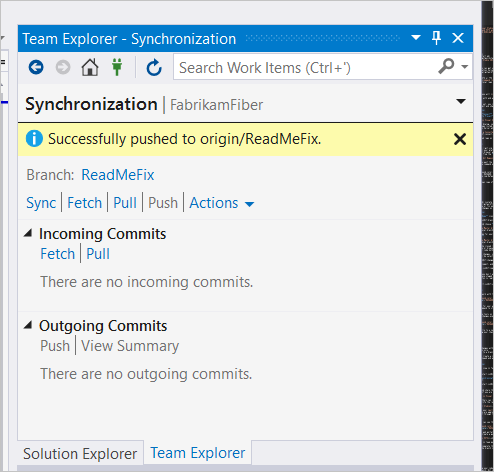 Team Explorer - Synchronization
Search Work Items (Ctrl+')
Synchronization | FabrikamFiber
Successfully pushed to origin/ReadMeFix.
Branch: ReadMeFix
Sync | Fetch | Pull | Push | Actions
Incoming Commits
Fetch | Pull
There are no incoming commits.
Outgoing Commits
Push | View Summary
There are no outgoing commits.
Solution Explorer Team Explorer